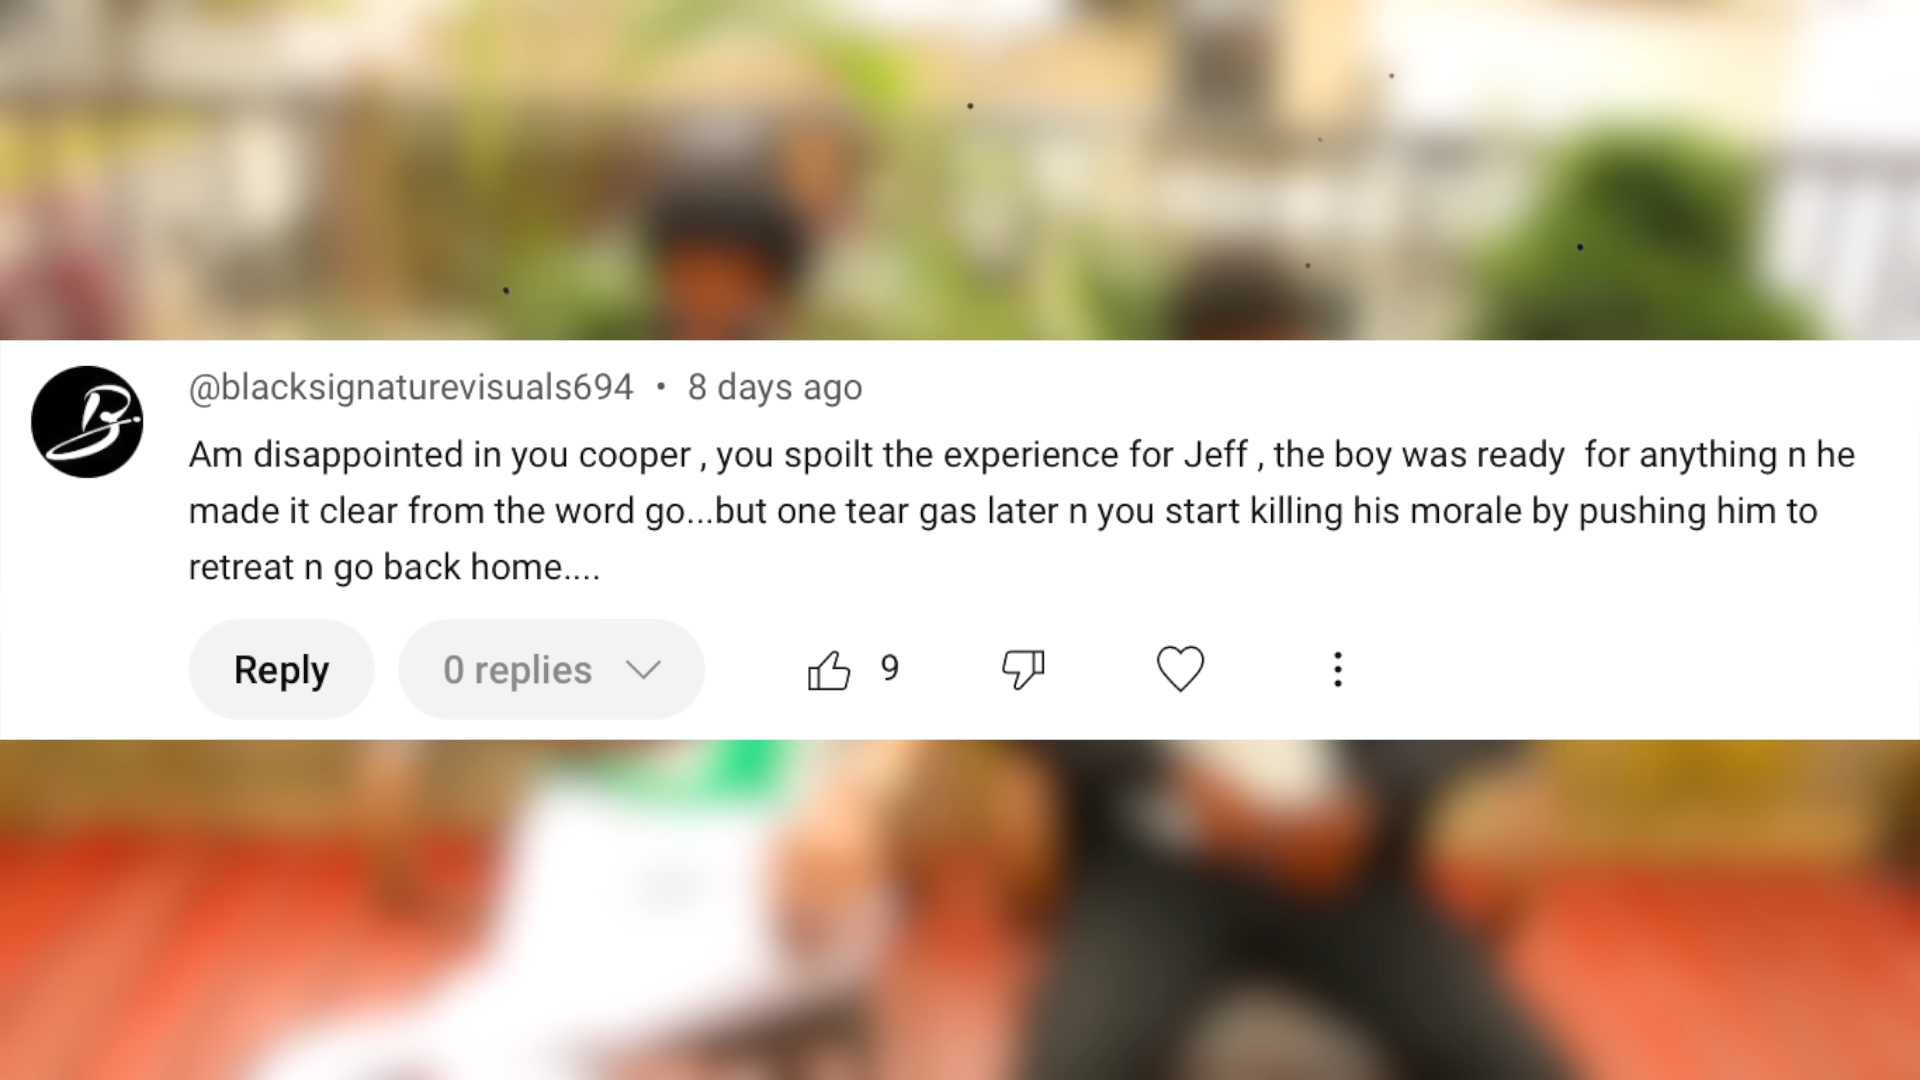 @blacksignaturevisuals694 • 8 days ago
Am disappointed in you cooper , you spoilt the experience for Jeff , the boy was ready  for anything n he
made it clear from the word go...but one tear gas later n you start killing his morale by pushing him to
retreat n go back home....
Reply 0 replies 9